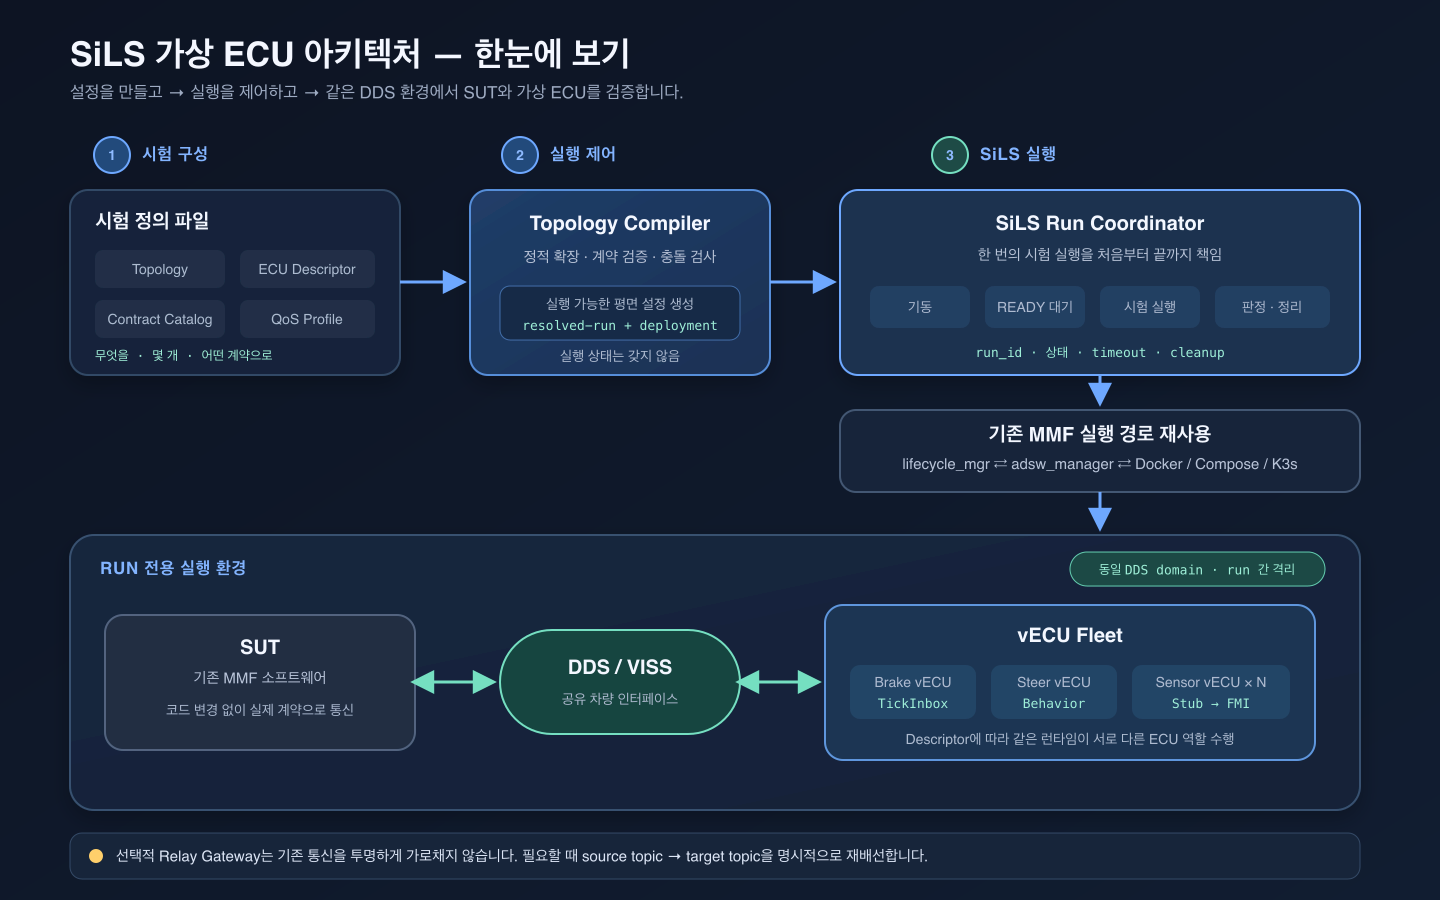 SiLS 가상 ECU 아키텍처 — 한눈에 보기
설정을 만들고 → 실행을 제어하고 → 같은 DDS 환경에서 SUT와 가상 ECU를 검증합니다.
1 시험 구성
2 실행 제어
3 SiLS 실행
시험 정의 파일
Topology
ECU Descriptor
Contract Catalog
QoS Profile
무엇을 · 몇 개 · 어떤 계약으로
Topology Compiler
정적 확장 · 계약 검증 · 충돌 검사
실행 가능한 평면 설정 생성
resolved-run + deployment
실행 상태는 갖지 않음
SiLS Run Coordinator
한 번의 시험 실행을 처음부터 끝까지 책임
기동
READY 대기
시험 실행
판정 · 정리
run_id · 상태 · timeout · cleanup
기존 MMF 실행 경로 재사용
lifecycle_mgr ⇄ adsw_manager ⇄ Docker / Compose / K3s
RUN 전용 실행 환경
동일 DDS domain · run 간 격리
SUT
기존 MMF 소프트웨어
코드 변경 없이 실제 계약으로 통신
DDS / VISS
공유 차량 인터페이스
vECU Fleet
Brake vECU
TickInbox
Steer vECU
Behavior
Sensor vECU × N
Stub → FMI
Descriptor에 따라 같은 런타임이 서로 다른 ECU 역할 수행
선택적 Relay Gateway는 기존 통신을 투명하게 가로채지 않습니다. 필요할 때 source topic → target topic을 명시적으로 재배선합니다.